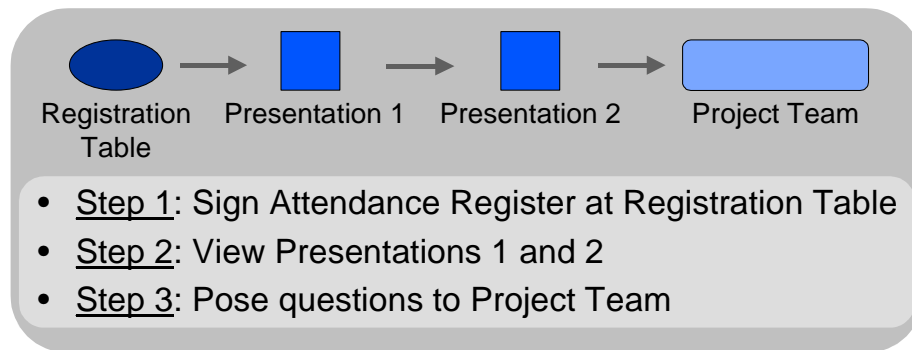 Registration Table
Presentation 1
Presentation 2
Project Team
• Step 1: Sign Attendance Register at Registration Table
• Step 2: View Presentations 1 and 2
• Step 3: Pose questions to Project Team